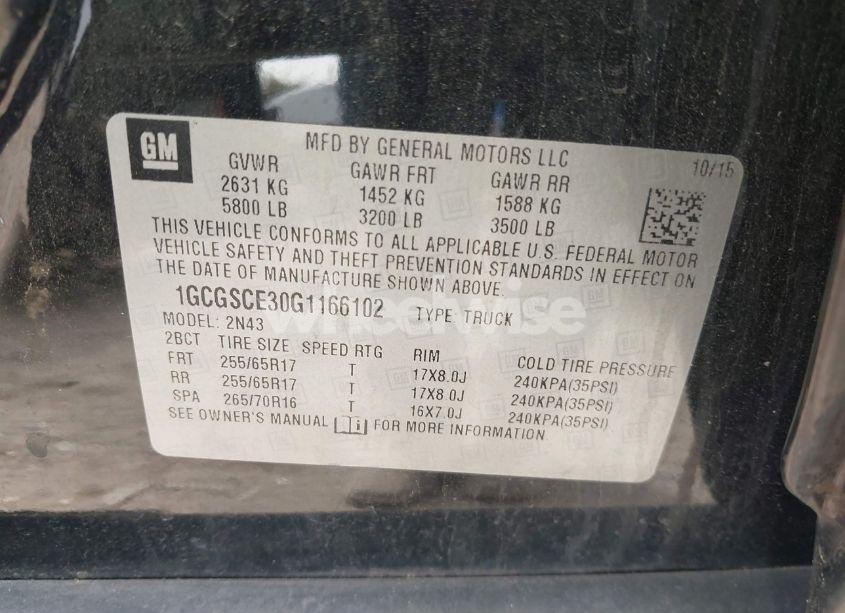 GM
MFD BY GENERAL MOTORS LLC
10/15
GVWR GAWR FRT GAWR RR
2631 KG 1452 KG 1588 KG
5800 LB 3200 LB 3500 LB
THIS VEHICLE CONFORMS TO ALL APPLICABLE U.S. FEDERAL MOTOR
VEHICLE SAFETY AND THEFT PREVENTION STANDARDS IN EFFECT ON
THE DATE OF MANUFACTURE SHOWN ABOVE.
1GCGSCE30G1166102 TYPE: TRUCK
wheelwise
MODEL: 2N43
2BCT TIRE SIZE SPEED RTG RIM COLD TIRE PRESSURE
FRT 255/65R17 T 17X8.0J 240KPA(35PSI)
RR 255/65R17 T 17X8.0J 240KPA(35PSI)
SPA 265/70R16 T 16X7.0J 240KPA(35PSI)
SEE OWNER'S MANUAL FOR MORE INFORMATION